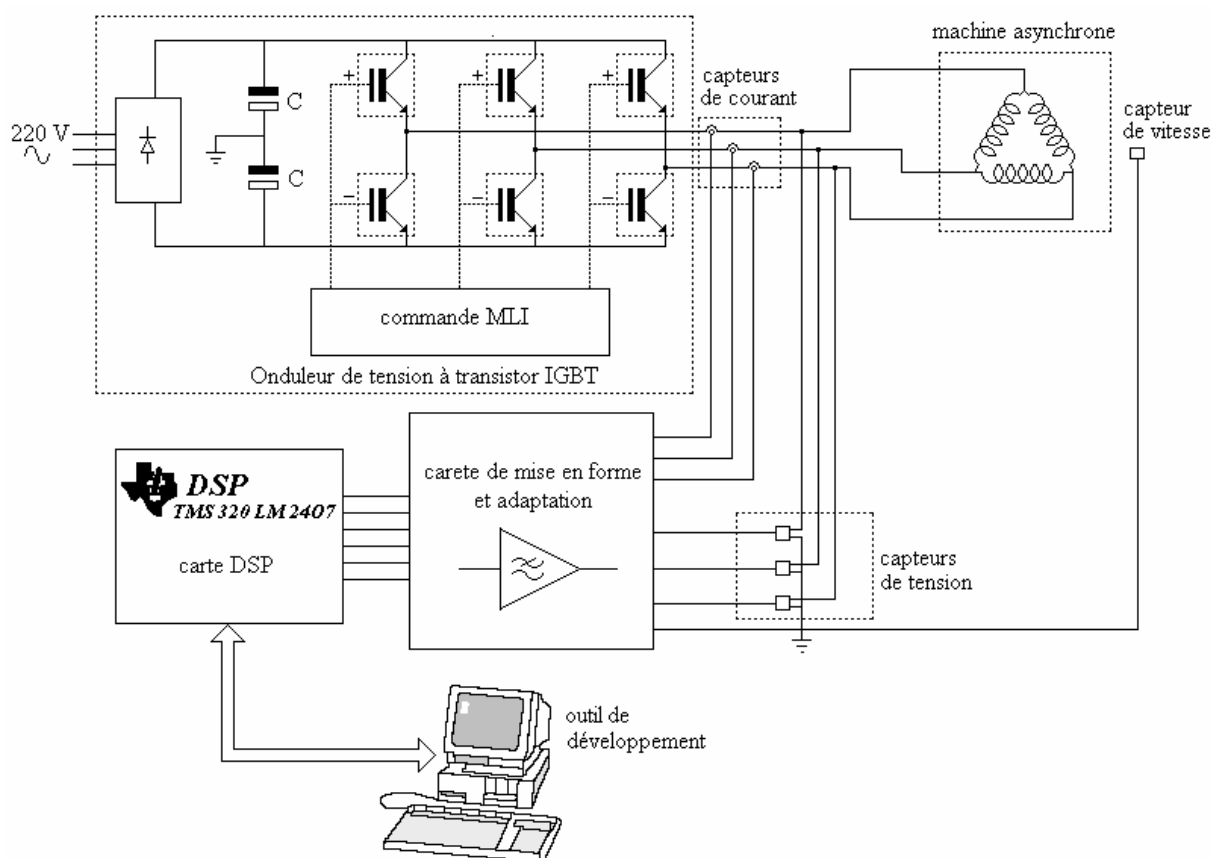 machine asynchrone
capteurs
de courant
capteur
de vitesse
220 V
C
C
+
+
+
−
−
−
commande MLI
Onduleur de tension à transistor IGBT
carete de mise en forme
et adaptation
DSP
TMS 320 LM 24O7
carte DSP
capteurs
de tension
outil de
développement